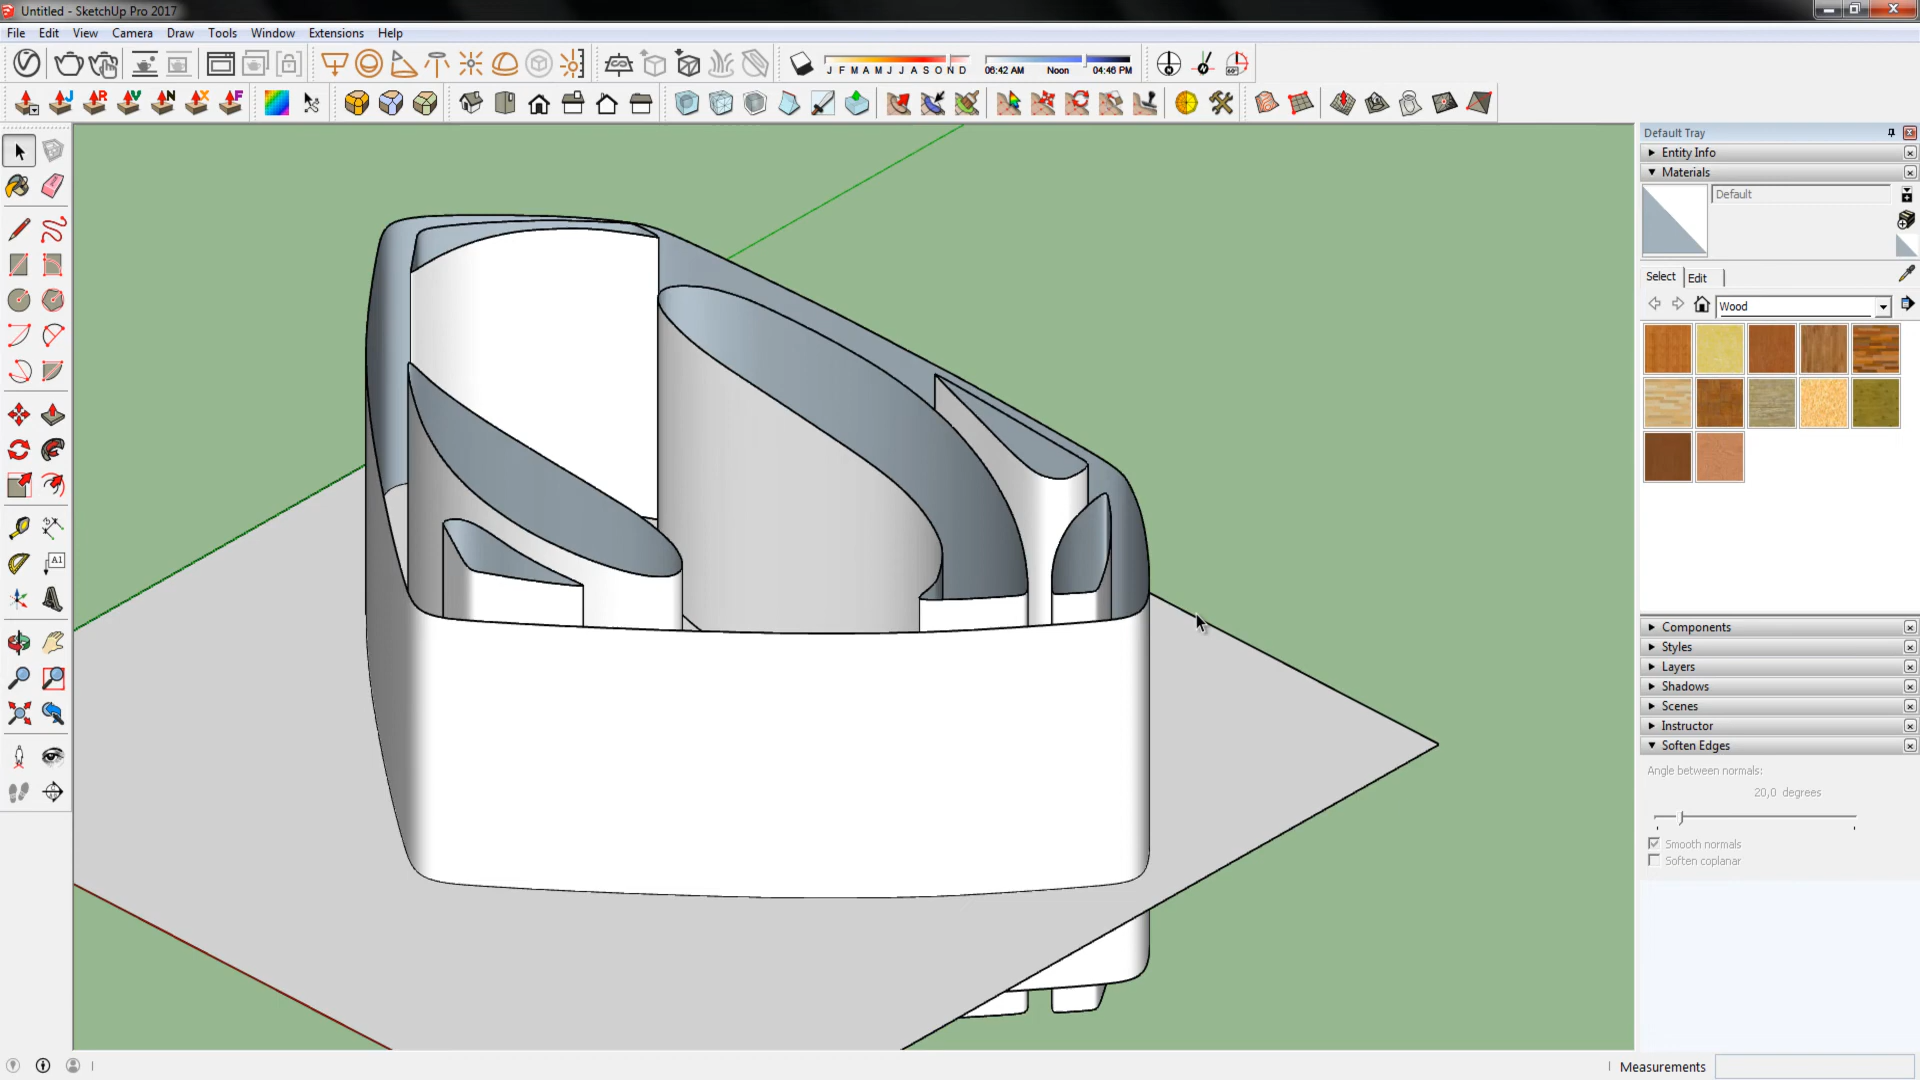 Untitled - SketchUp Pro 2017
File Edit View Camera Draw Tools Window Extensions Help
J F M A M J J A S O N D
06:42 AM Noon 04:46 PM
J R V N X F
A1
Default Tray
Entity Info
Materials
Default
Select Edit
Wood
Components
Styles
Layers
Shadows
Scenes
Instructor
Soften Edges
Angle between normals:
20,0 degrees
Smooth normals
Soften coplanar
Measurements